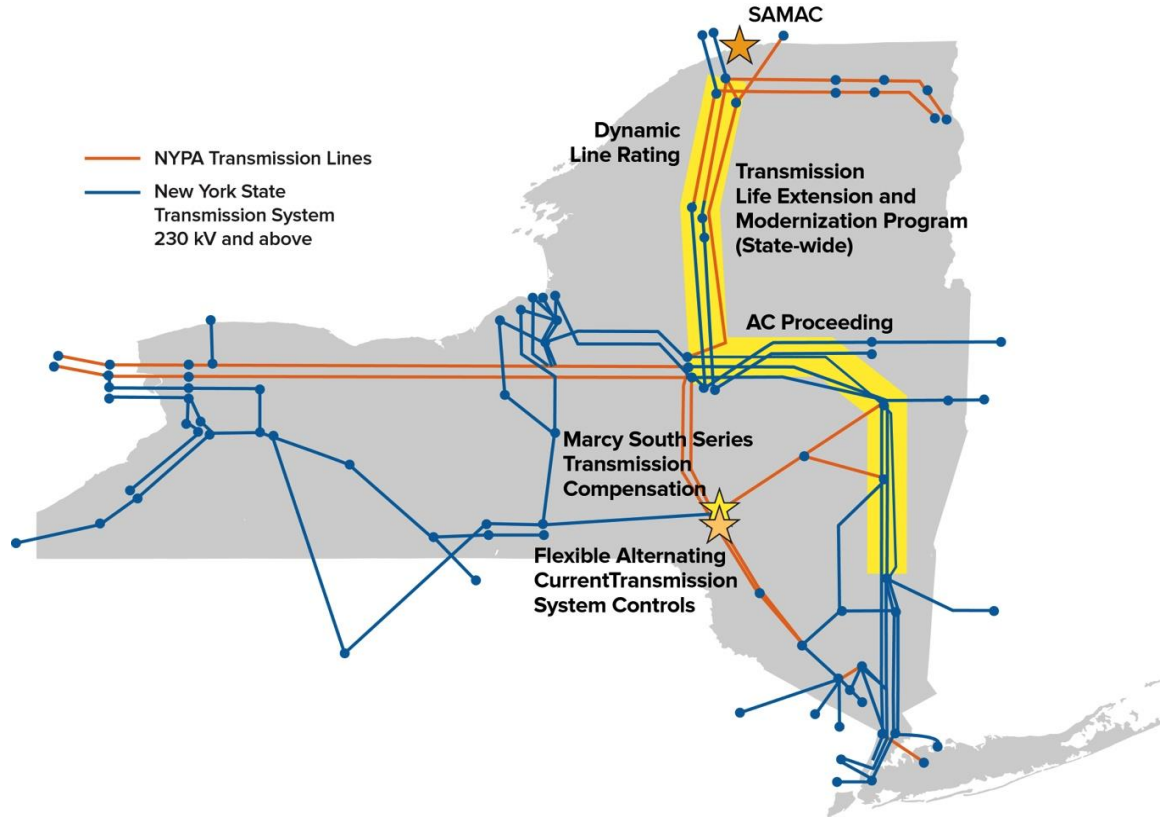 SAMAC
Dynamic
Line Rating
NYPA Transmission Lines
New York State
Transmission System
230 kV and above
Transmission
Life Extension and
Modernization Program
(State-wide)
AC Proceeding
Marcy South Series
Transmission
Compensation
Flexible Alternating
CurrentTransmission
System Controls